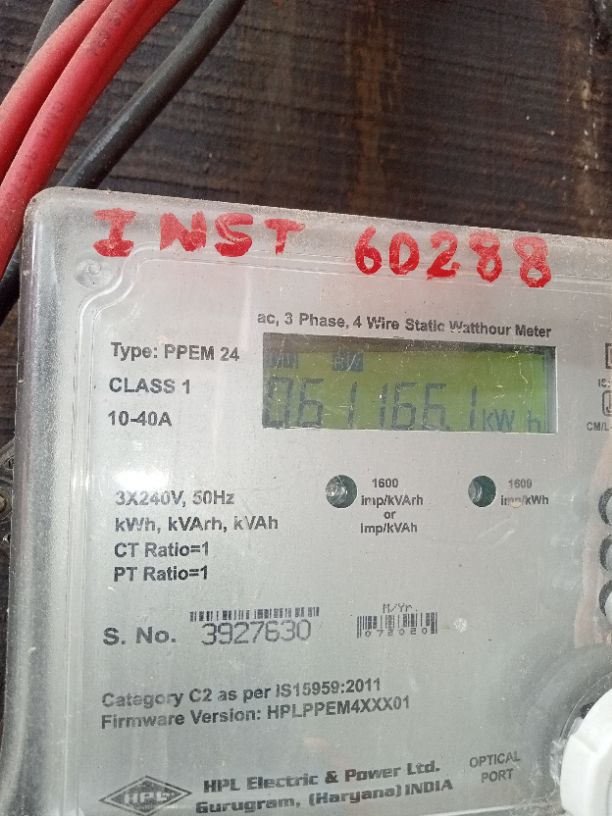 INST 60288
ac, 3 Phase, 4 Wire Static Watthour Meter
Type: PPEM 24
CLASS 1
10-40A
061166.1 kWh
1600
imp/kVArh
or
imp/kVAh
1600
imp/kWh
3X240V, 50Hz
kWh, kVArh, kVAh
CT Ratio=1
PT Ratio=1
M/Yr.
S. No. 3927630
072020
Category C2 as per IS15959:2011
Firmware Version: HPLPPEM4XXX01
HPL
HPL Electric & Power Ltd.
Gurugram, (Haryana) INDIA
OPTICAL
PORT